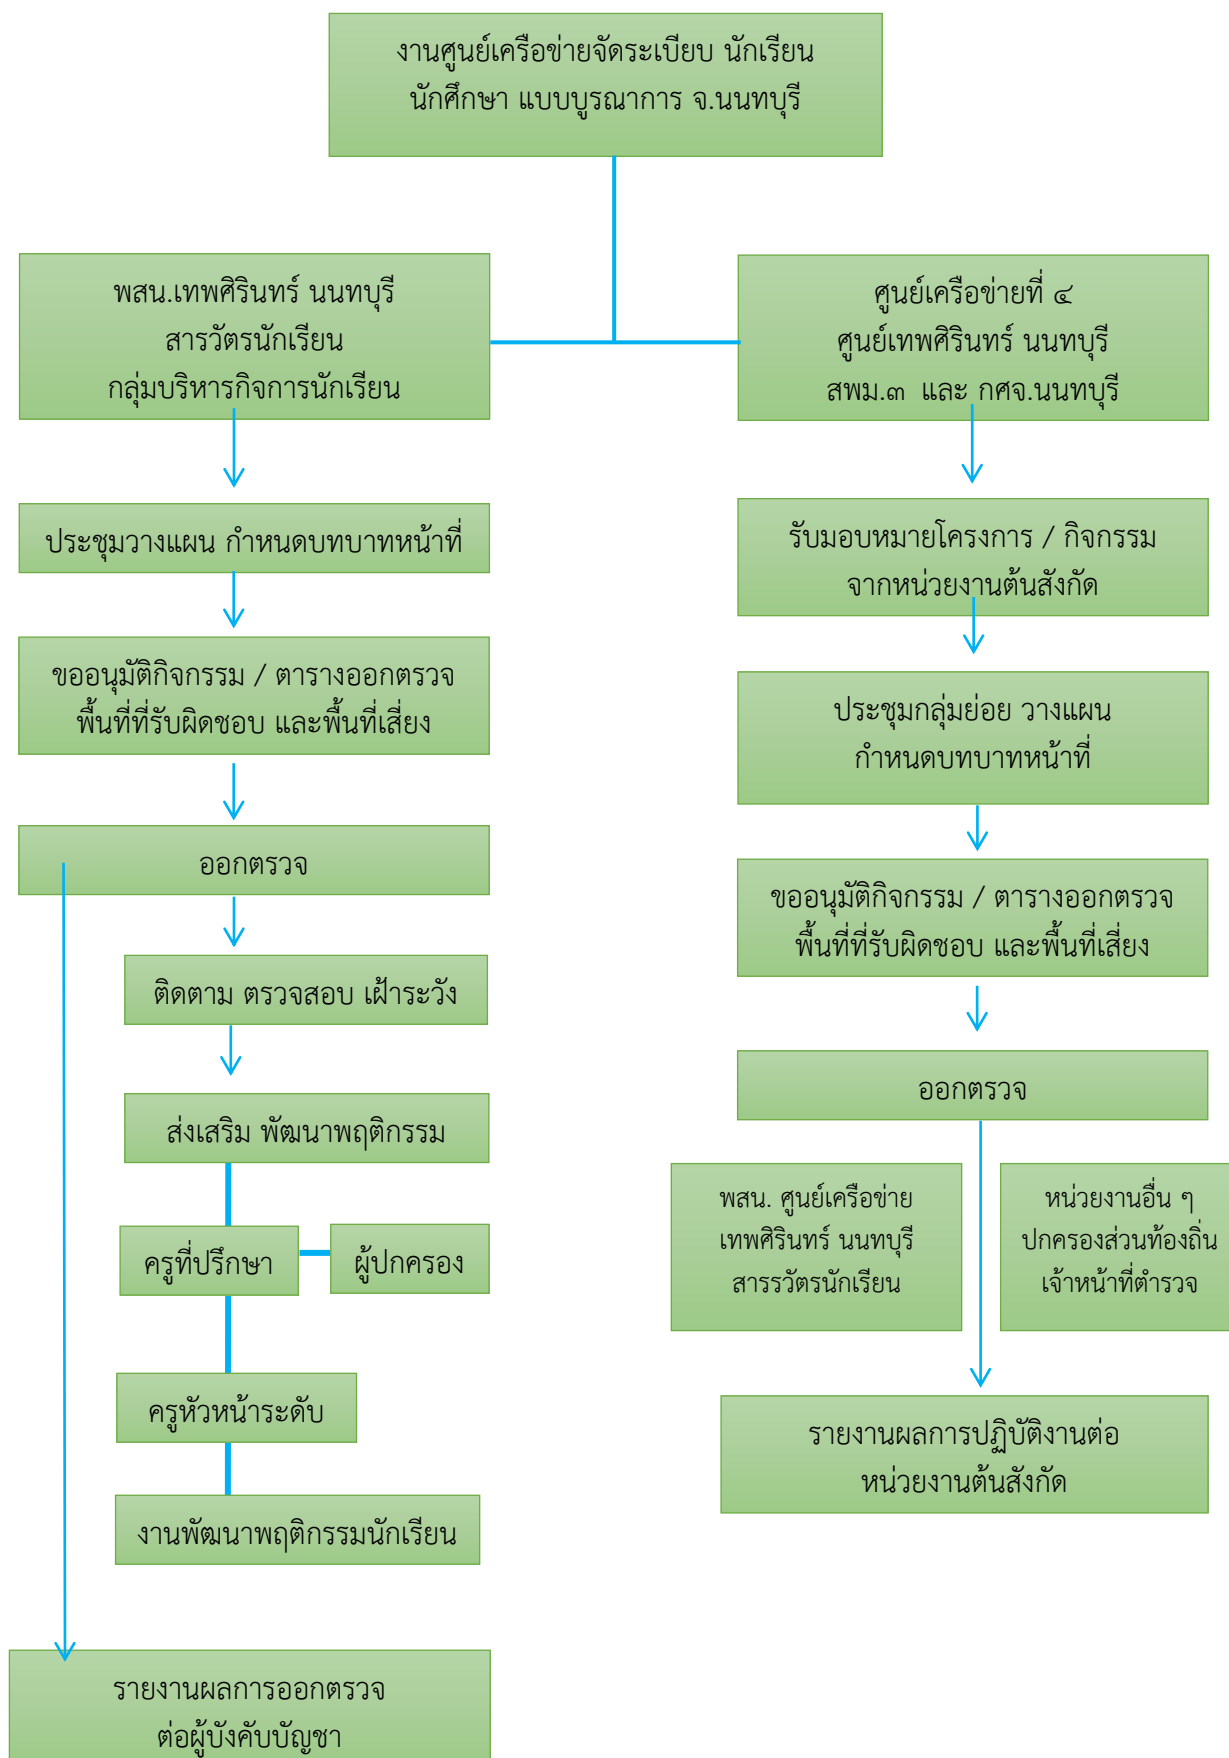 งานศูนย์เครือข่ายจัดระเบียบ นักเรียน
นักศึกษา แบบบูรณาการ จ.นนทบุรี
พสน.เทพศิรินทร์ นนทบุรี
สารวัตรนักเรียน
กลุ่มบริหารกิจการนักเรียน
ประชุมวางแผน กำหนดบทบาทหน้าที่
ขออนุมัติกิจกรรม / ตารางออกตรวจ
พื้นที่ที่รับผิดชอบ และพื้นที่เสี่ยง
ออกตรวจ
ติดตาม ตรวจสอบ เฝ้าระวัง
ส่งเสริม พัฒนาพฤติกรรม
ครูที่ปรึกษา
ผู้ปกครอง
ครูหัวหน้าระดับ
งานพัฒนาพฤติกรรมนักเรียน
รายงานผลการออกตรวจ
ต่อผู้บังคับบัญชา
ศูนย์เครือข่ายที่ ๔
ศูนย์เทพศิรินทร์ นนทบุรี
สพม.๓ และ กศจ.นนทบุรี
รับมอบหมายโครงการ / กิจกรรม
จากหน่วยงานต้นสังกัด
ประชุมกลุ่มย่อย วางแผน
กำหนดบทบาทหน้าที่
ขออนุมัติกิจกรรม / ตารางออกตรวจ
พื้นที่ที่รับผิดชอบ และพื้นที่เสี่ยง
ออกตรวจ
พสน. ศูนย์เครือข่าย
เทพศิรินทร์ นนทบุรี
สารรวัตรนักเรียน
หน่วยงานอื่น ๆ
ปกครองส่วนท้องถิ่น
เจ้าหน้าที่ตำรวจ
รายงานผลการปฏิบัติงานต่อ
หน่วยงานต้นสังกัด